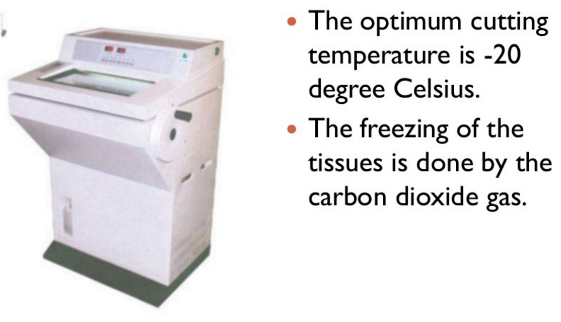 • The optimum cutting
temperature is -20
degree Celsius.
• The freezing of the
tissues is done by the
carbon dioxide gas.